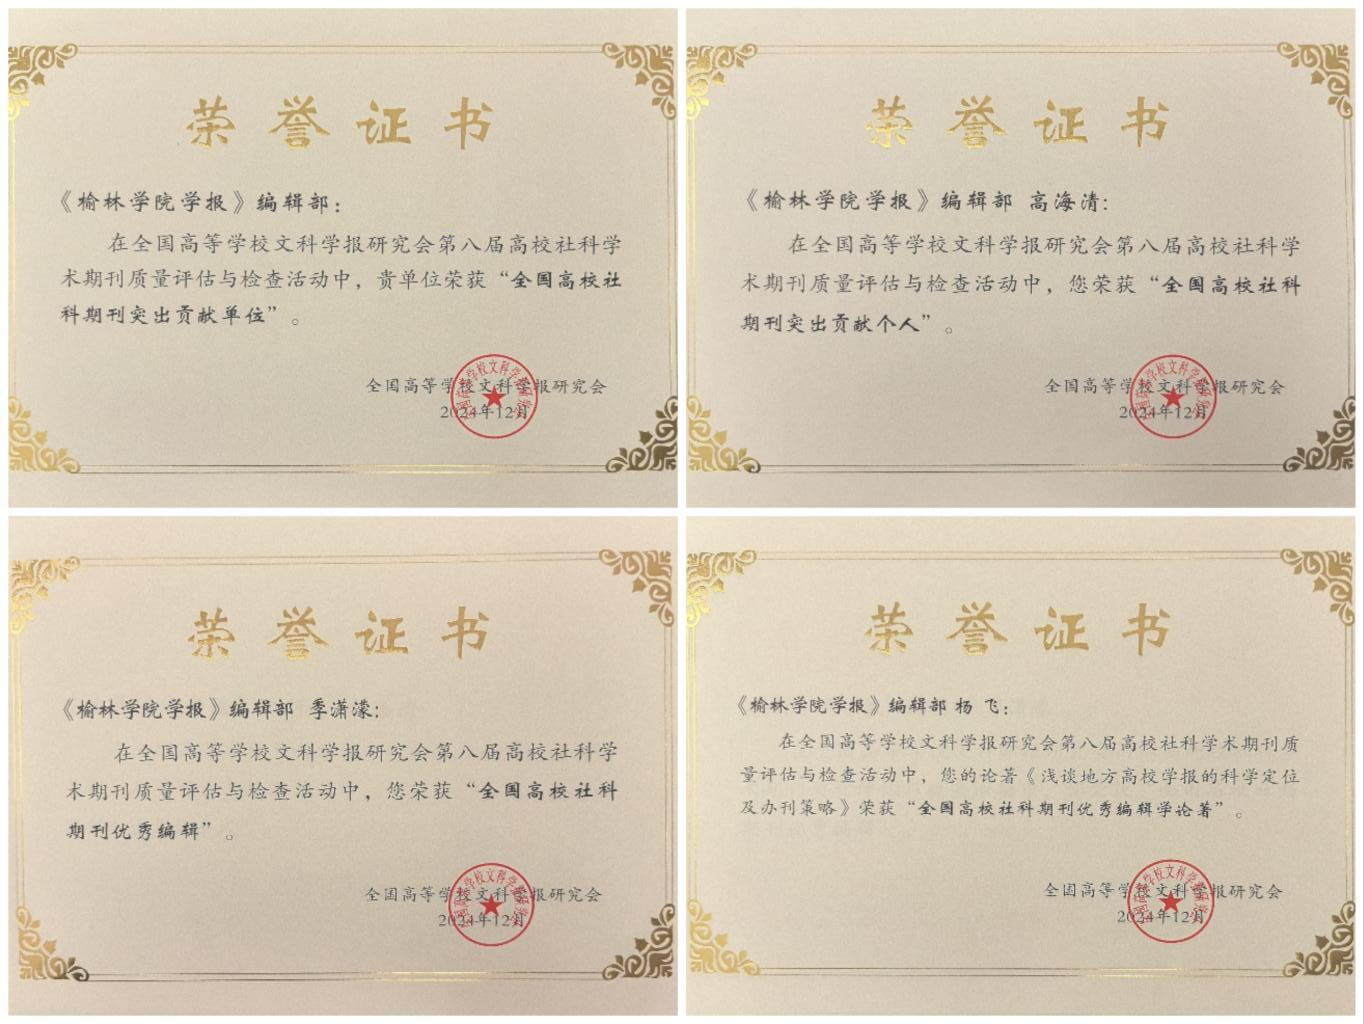 荣誉证书
《榆林学院学报》编辑部：
在全国高等学校文科学报研究会第八届高校社科学
术期刊质量评估与检查活动中，贵单位荣获“全国高校社
科期刊突出贡献单位”。
全国高等学校文科学报研究会
2024年12月
荣誉证书
《榆林学院学报》编辑部 高海清：
在全国高等学校文科学报研究会第八届高校社科学
术期刊质量评估与检查活动中，您荣获“全国高校社科
期刊突出贡献个人”。
全国高等学校文科学报研究会
2024年12月
荣誉证书
《榆林学院学报》编辑部 季潇濛：
在全国高等学校文科学报研究会第八届高校社科学
术期刊质量评估与检查活动中，您荣获“全国高校社科
期刊优秀编辑”。
全国高等学校文科学报研究会
2024年12月
荣誉证书
《榆林学院学报》编辑部 杨 飞：
在全国高等学校文科学报研究会第八届高校社科学术期刊质
量评估与检查活动中，您的论著《浅谈地方高校学报的科学定位
及办刊策略》荣获“全国高校社科期刊优秀编辑学论著”。
全国高等学校文科学报研究会
2024年12月